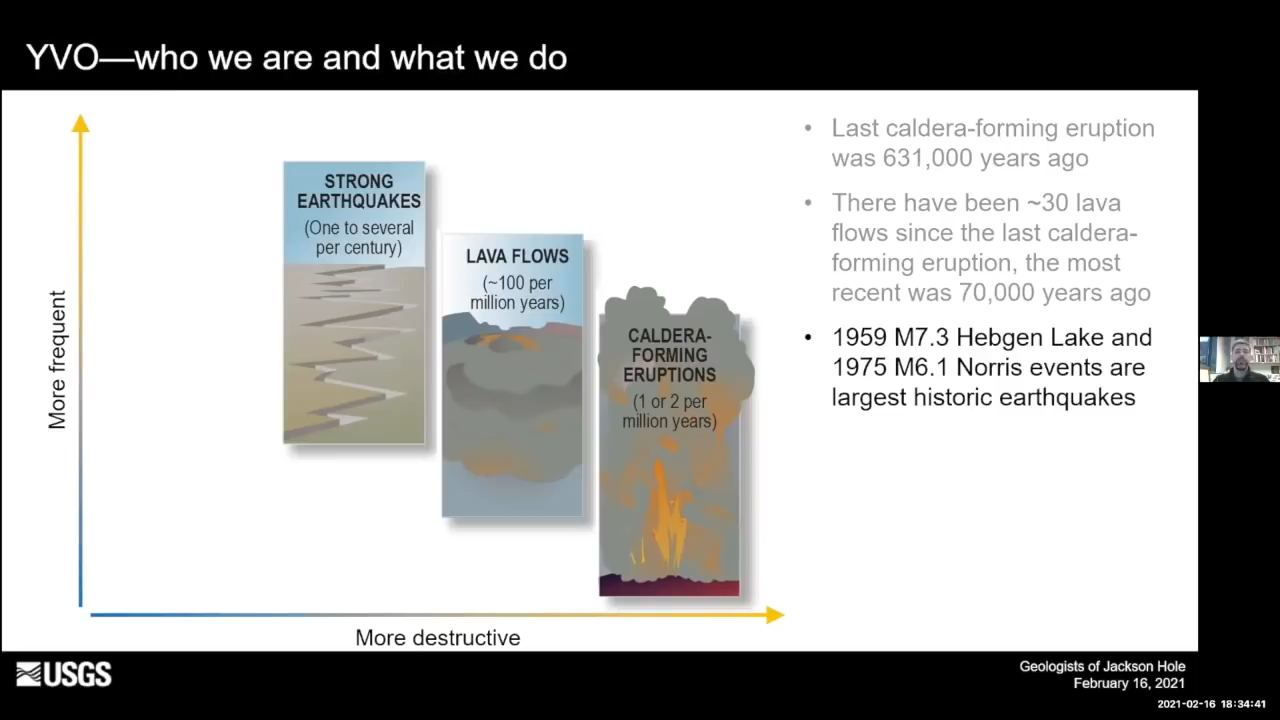 YVO—who we are and what we do
More frequent
STRONG
EARTHQUAKES
(One to several
per century)
LAVA FLOWS
(~100 per
million years)
CALDERA-
FORMING
ERUPTIONS
(1 or 2 per
million years)
More destructive
• Last caldera-forming eruption
was 631,000 years ago
• There have been ~30 lava
flows since the last caldera-
forming eruption, the most
recent was 70,000 years ago
• 1959 M7.3 Hebgen Lake and
1975 M6.1 Norris events are
largest historic earthquakes
USGS
Geologists of Jackson Hole
February 16, 2021
2021-02-16 18:34:41